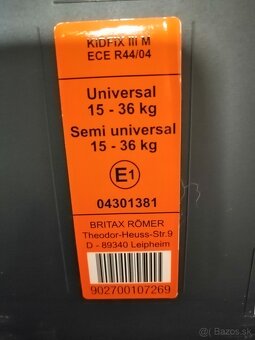 KiDFiX III M
ECE R44/04
Universal
15 - 36 kg
Semi universal
15 - 36 kg
E1
04301381
BRITAX RÖMER
Theodor-Heuss-Str.9
D - 89340 Leipheim
902700107269
Bazos.sk